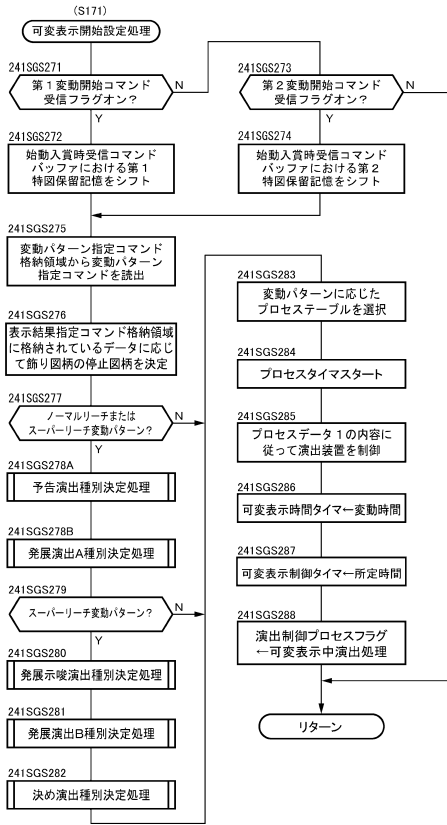 (S171)
可変表示開始設定処理
241SGS271
第１変動開始コマンド
受信フラグオン？
N
Y
241SGS272
始動入賞時受信コマンド
バッファにおける第１
特図保留記憶をシフト
241SGS273
第２変動開始コマンド
受信フラグオン？
N
Y
241SGS274
始動入賞時受信コマンド
バッファにおける第２
特図保留記憶をシフト
241SGS275
変動パターン指定コマンド
格納領域から変動パターン
指定コマンドを読出
241SGS276
表示結果指定コマンド格納領域
に格納されているデータに応じ
て飾り図柄の停止図柄を決定
241SGS277
ノーマルリーチまたは
スーパーリーチ変動パターン？
N
Y
241SGS278A
予告演出種別決定処理
241SGS278B
発展演出A種別決定処理
241SGS279
スーパーリーチ変動パターン？
N
Y
241SGS280
発展示唆演出種別決定処理
241SGS281
発展演出B種別決定処理
241SGS282
決め演出種別決定処理
241SGS283
変動パターンに応じた
プロセステーブルを選択
241SGS284
プロセスタイマスタート
241SGS285
プロセスデータ１の内容に
従って演出装置を制御
241SGS286
可変表示時間タイマ←変動時間
241SGS287
可変表示制御タイマ←所定時間
241SGS288
演出制御プロセスフラグ
←可変表示中演出処理
リターン